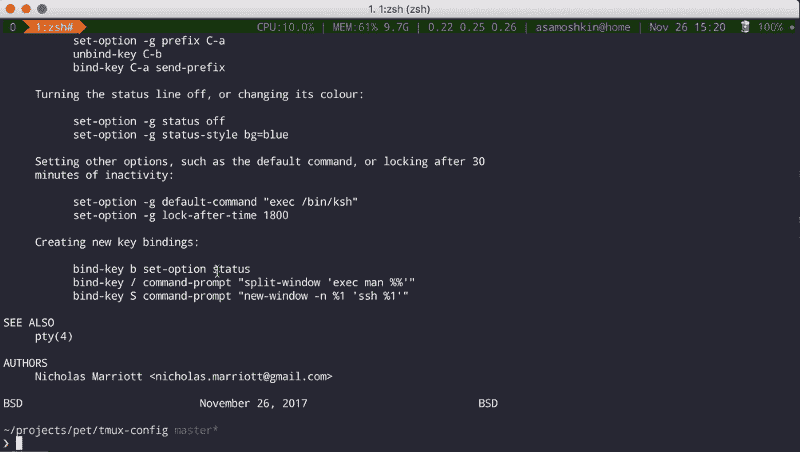 1. 1:zsh (zsh)
0 1:zsh* CPU:10.0% | MEM:61% 9.7G | 0.22 0.25 0.26 | asamoshkin@home | Nov 26 15:20 100%
set-option -g prefix C-a
unbind-key C-b
bind-key C-a send-prefix
Turning the status line off, or changing its colour:
set-option -g status off
set-option -g status-style bg=blue
Setting other options, such as the default command, or locking after 30
minutes of inactivity:
set-option -g default-command "exec /bin/ksh"
set-option -g lock-after-time 1800
Creating new key bindings:
bind-key b set-option status
bind-key / command-prompt "split-window 'exec man %%'"
bind-key S command-prompt "new-window -n %1 'ssh %1'"
SEE ALSO
pty(4)
AUTHORS
Nicholas Marriott <nicholas.marriott@gmail.com>
BSD November 26, 2017 BSD
~/projects/pet/tmux-config master*
❯